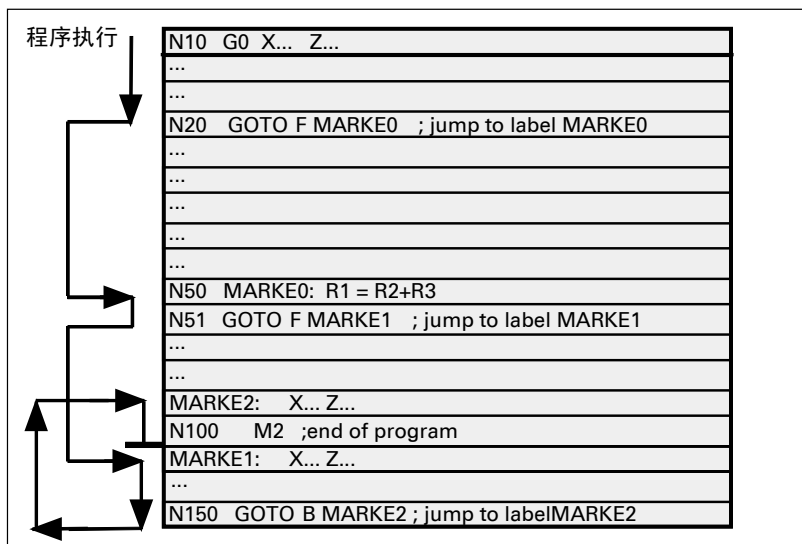 程序执行
N10 G0 X... Z...
...
...
N20 GOTO F MARKE0 ; jump to label MARKE0
...
...
...
...
...
N50 MARKE0: R1 = R2+R3
N51 GOTO F MARKE1 ; jump to label MARKE1
...
...
MARKE2: X... Z...
N100 M2 ;end of program
MARKE1: X... Z...
...
N150 GOTO B MARKE2 ; jump to labelMARKE2